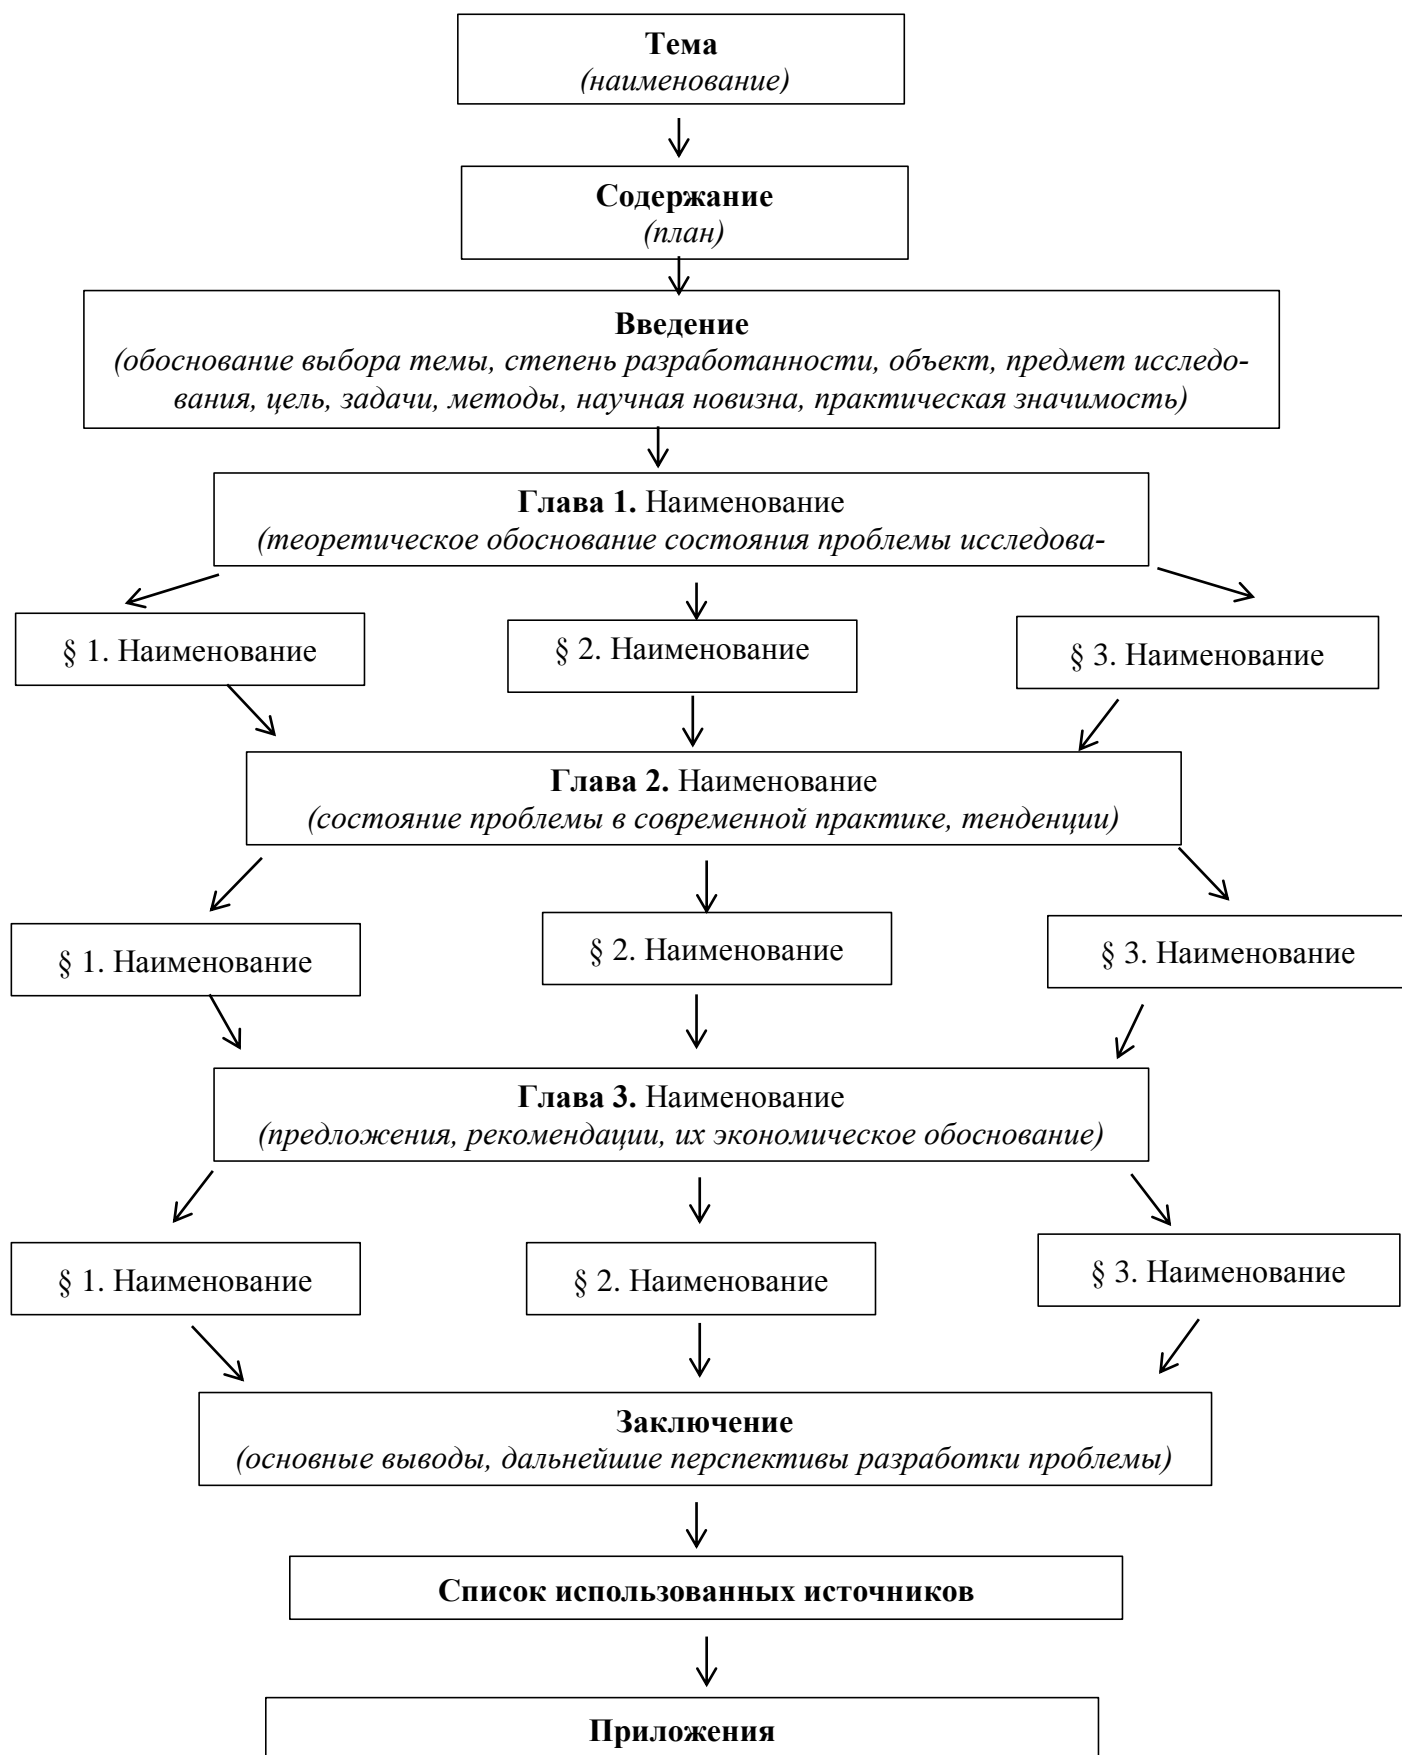 Тема
(наименование)
Содержание
(план)
Введение
(обоснование выбора темы, степень разработанности, объект, предмет исследо-
вания, цель, задачи, методы, научная новизна, практическая значимость)
Глава 1. Наименование
(теоретическое обоснование состояния проблемы исследова-
§ 1. Наименование
§ 2. Наименование
§ 3. Наименование
Глава 2. Наименование
(состояние проблемы в современной практике, тенденции)
§ 1. Наименование
§ 2. Наименование
§ 3. Наименование
Глава 3. Наименование
(предложения, рекомендации, их экономическое обоснование)
§ 1. Наименование
§ 2. Наименование
§ 3. Наименование
Заключение
(основные выводы, дальнейшие перспективы разработки проблемы)
Список использованных источников
Приложения